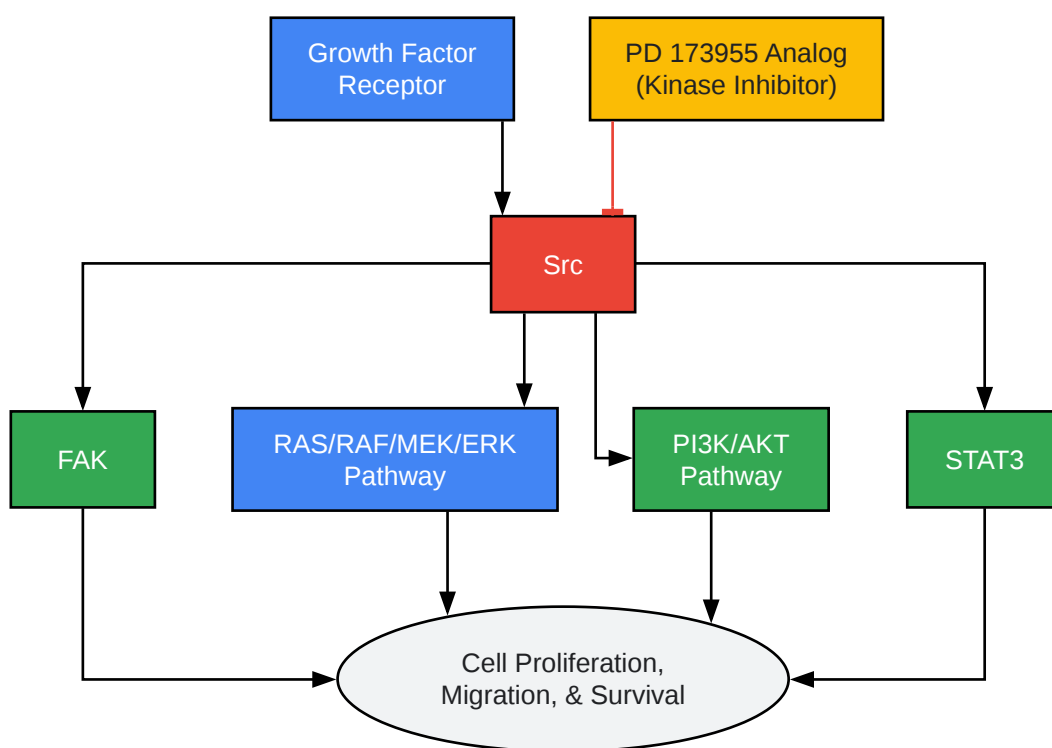 Growth Factor
Receptor
PD 173955 Analog
(Kinase Inhibitor)
Src
FAK
RAS/RAF/MEK/ERK
Pathway
PI3K/AKT
Pathway
STAT3
Cell Proliferation,
Migration, & Survival